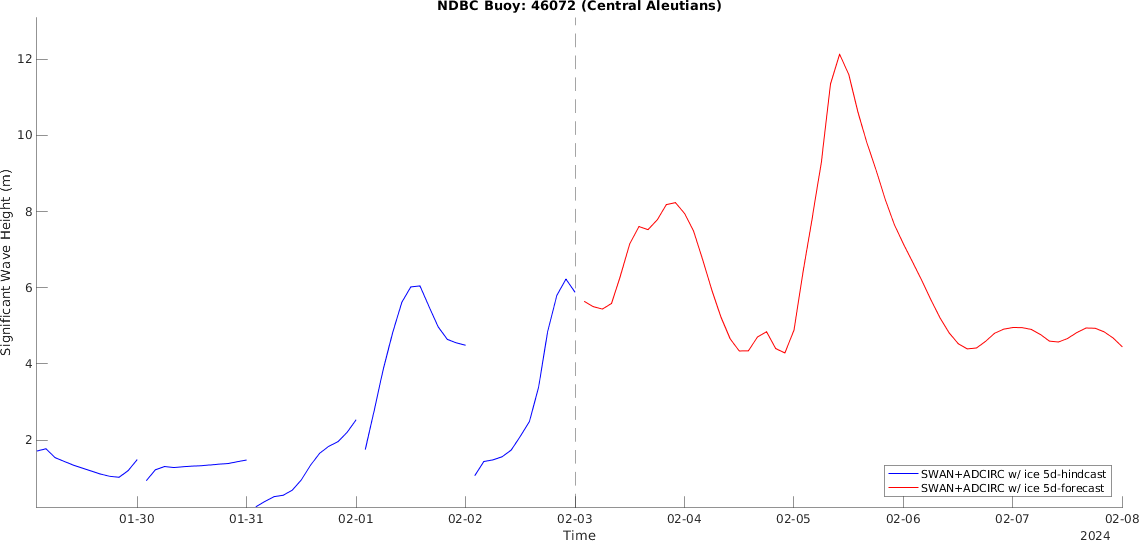 NDBC Buoy: 46072 (Central Aleutians)
12
10
8
6
4
2
Significant Wave Height (m)
SWAN+ADCIRC w/ ice 5d-hindcast
SWAN+ADCIRC w/ ice 5d-forecast
01-30 01-31 02-01 02-02 02-03 02-04 02-05 02-06 02-07 02-08
Time
2024